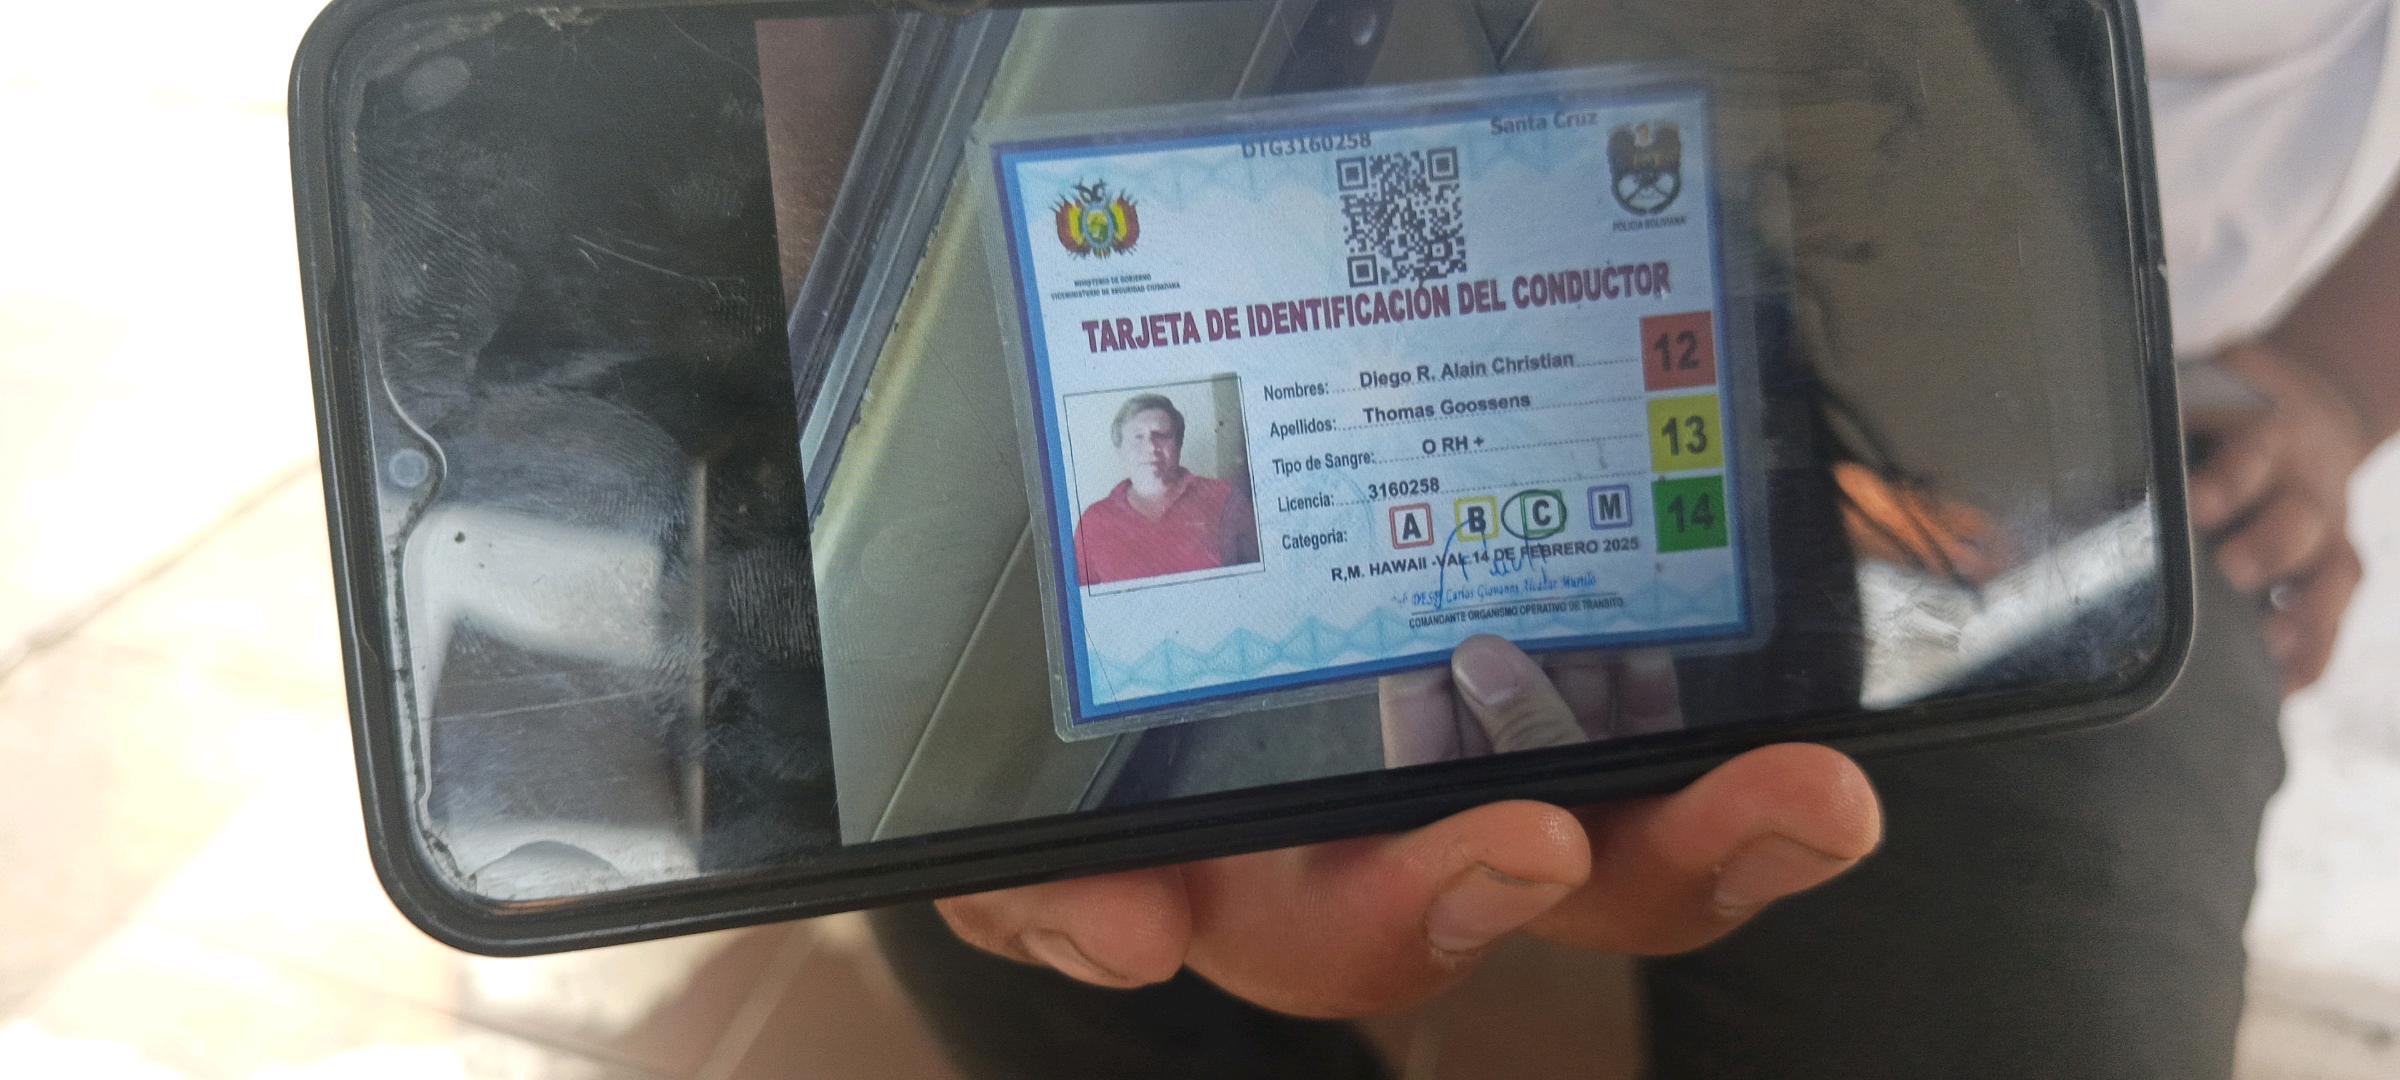 DTG3160258
Santa Cruz
MINISTERIO DE GOBIERNO
VICEMINISTERIO DE SEGURIDAD CIUDADANA
POLICIA BOLIVIANA
TARJETA DE IDENTIFICACIÓN DEL CONDUCTOR
Nombres: Diego R. Alain Christian
Apellidos: Thomas Goossens
Tipo de Sangre: O RH +
Licencia: 3160258
Categoria: A B C M
12
13
14
R,M. HAWAII -VAL 14 DE FEBRERO 2025
DESP Carlos Giovanni Alcázar Murillo
COMANDANTE ORGANISMO OPERATIVO DE TRANSITO